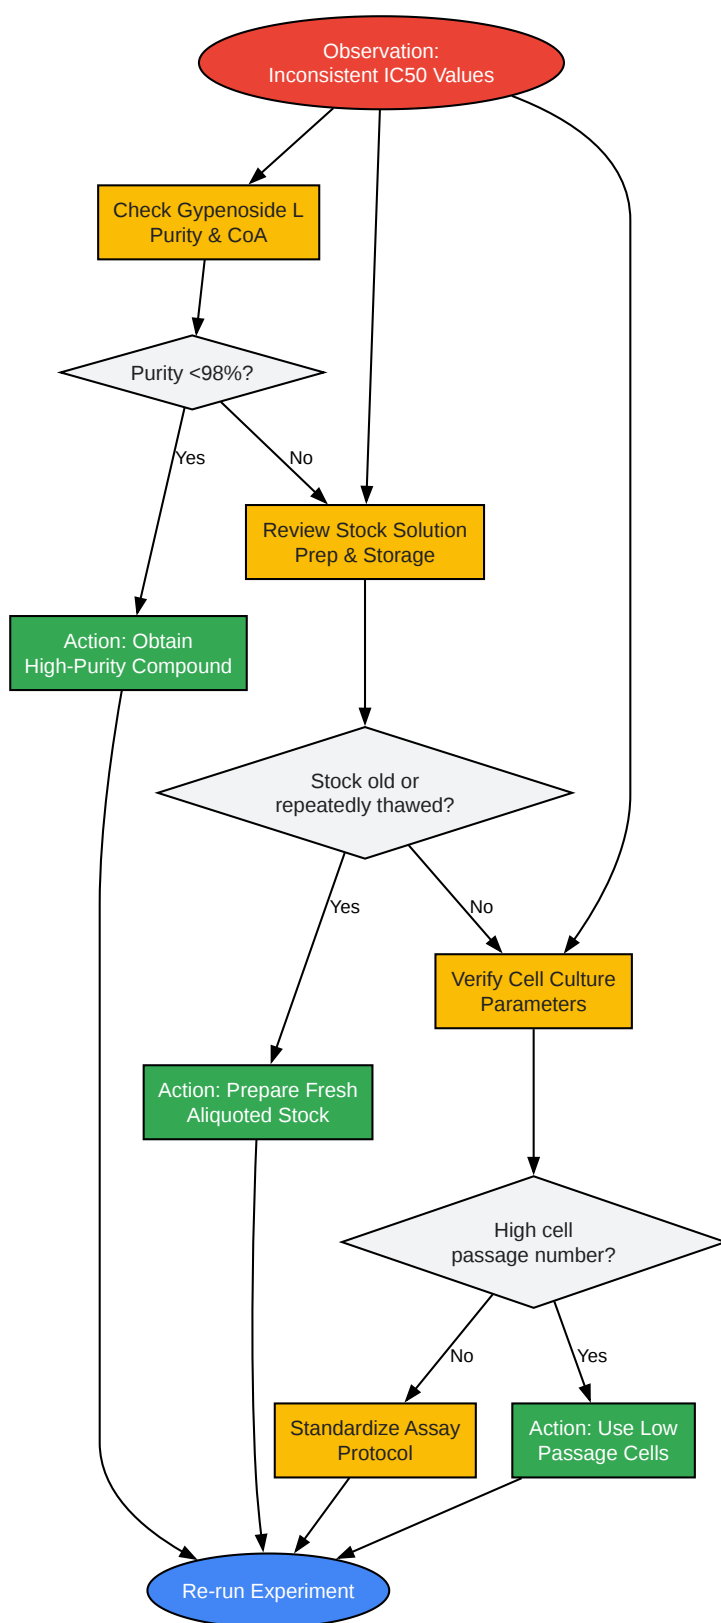 Observation:
Inconsistent IC50 Values
Check Gypenoside L
Purity & CoA
Purity <98%?
Yes
No
Review Stock Solution
Prep & Storage
Action: Obtain
High-Purity Compound
Stock old or
repeatedly thawed?
Yes
No
Verify Cell Culture
Parameters
Action: Prepare Fresh
Aliquoted Stock
High cell
passage number?
No
Yes
Standardize Assay
Protocol
Action: Use Low
Passage Cells
Re-run Experiment